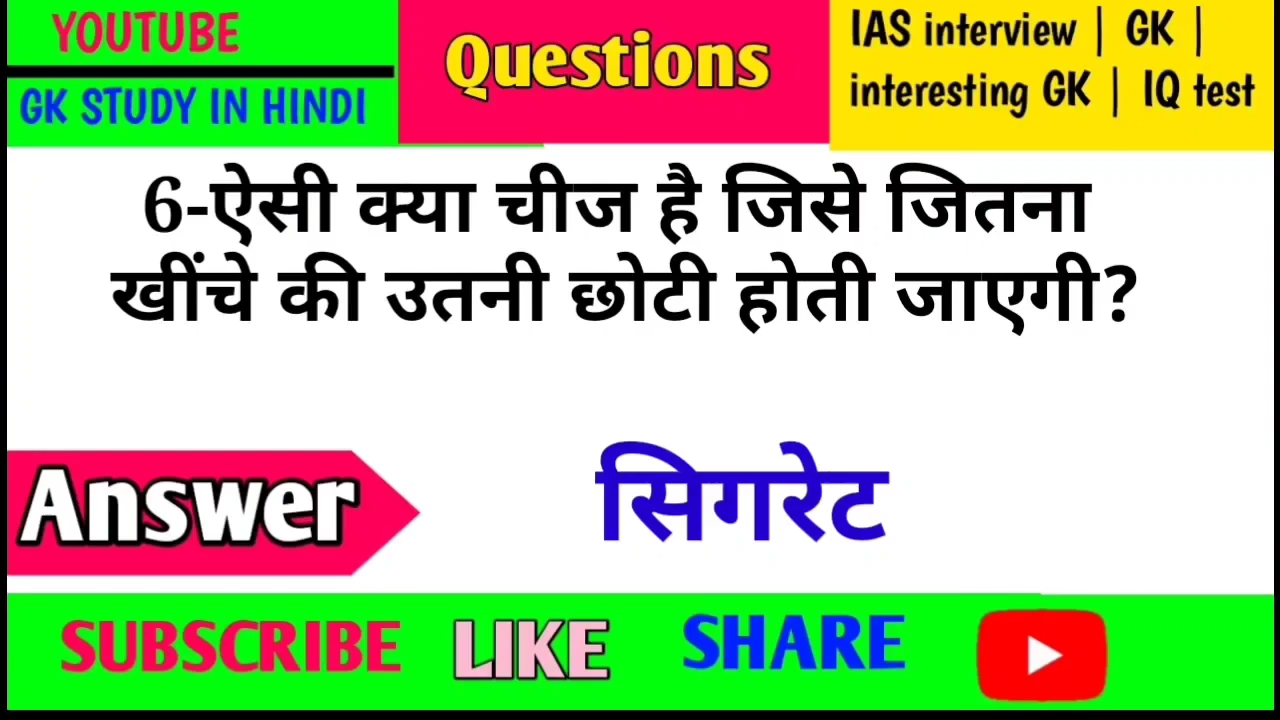 YOUTUBE
GK STUDY IN HINDI
Questions
IAS interview | GK |
interesting GK | IQ test
6-ऐसी क्या चीज है जिसे जितना
खींचे की उतनी छोटी होती जाएगी?
Answer
सिगरेट
SUBSCRIBE LIKE SHARE